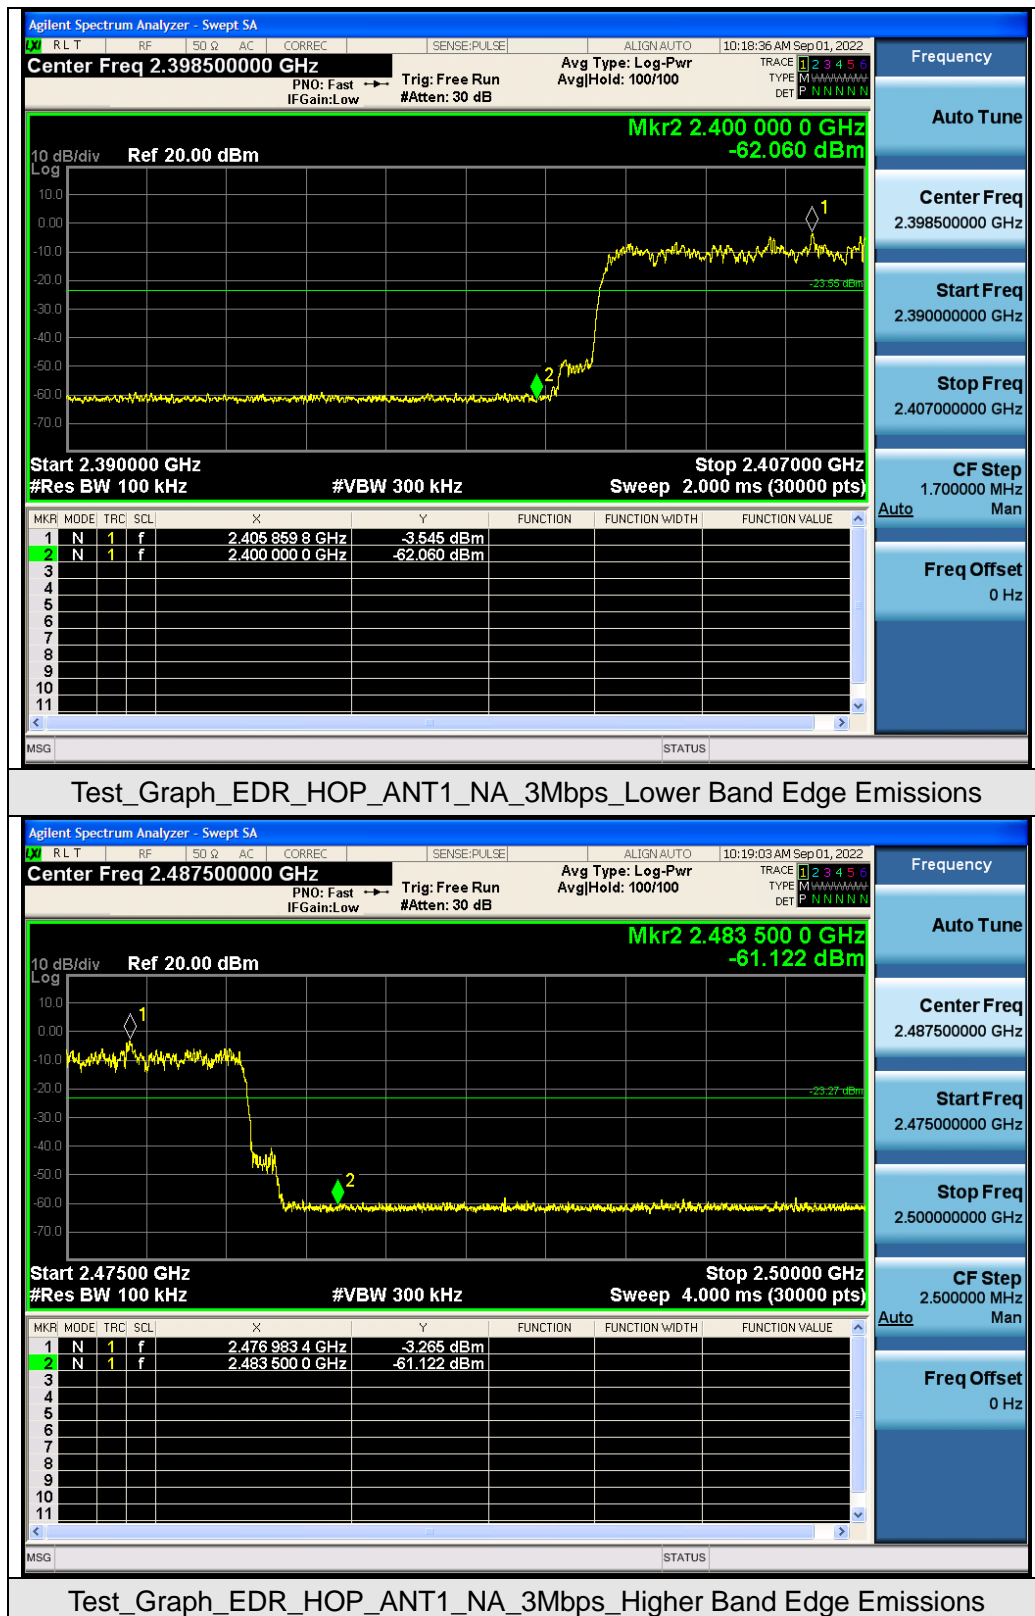 Agilent Spectrum Analyzer - Swept SA
LXI RLT RF 50 Ω AC CORREC SENSE:PULSE ALIGN AUTO 10:18:36 AM Sep 01, 2022
Center Freq 2.398500000 GHz
PNO: Fast
IFGain:Low
Trig: Free Run
#Atten: 30 dB
Avg Type: Log-Pwr
Avg|Hold: 100/100
TRACE 1 2 3 4 5 6
TYPE M
DET P N N N N N
Mkr2 2.400 000 0 GHz
-62.060 dBm
10 dB/div Ref 20.00 dBm
Log
10.0
0.00
-10.0
-20.0
-30.0
-40.0
-50.0
-60.0
-70.0
1
-23.55 dBm
2
Start 2.390000 GHz Stop 2.407000 GHz
#Res BW 100 kHz #VBW 300 kHz Sweep 2.000 ms (30000 pts)
MKR MODE TRC SCL X Y FUNCTION FUNCTION WIDTH FUNCTION VALUE
1 N 1 f 2.405 859 8 GHz -3.545 dBm
2 N 1 f 2.400 000 0 GHz -62.060 dBm
3
4
5
6
7
8
9
10
11
MSG STATUS
Frequency
Auto Tune
Center Freq
2.398500000 GHz
Start Freq
2.390000000 GHz
Stop Freq
2.407000000 GHz
CF Step
1.700000 MHz
Auto Man
Freq Offset
0 Hz
Test_Graph_EDR_HOP_ANT1_NA_3Mbps_Lower Band Edge Emissions
Agilent Spectrum Analyzer - Swept SA
LXI RLT RF 50 Ω AC CORREC SENSE:PULSE ALIGN AUTO 10:19:03 AM Sep 01, 2022
Center Freq 2.487500000 GHz
PNO: Fast
IFGain:Low
Trig: Free Run
#Atten: 30 dB
Avg Type: Log-Pwr
Avg|Hold: 100/100
TRACE 1 2 3 4 5 6
TYPE M
DET P N N N N N
Mkr2 2.483 500 0 GHz
-61.122 dBm
10 dB/div Ref 20.00 dBm
Log
10.0
0.00
-10.0
-20.0
-30.0
-40.0
-50.0
-60.0
-70.0
1
-23.27 dBm
2
Start 2.47500 GHz Stop 2.50000 GHz
#Res BW 100 kHz #VBW 300 kHz Sweep 4.000 ms (30000 pts)
MKR MODE TRC SCL X Y FUNCTION FUNCTION WIDTH FUNCTION VALUE
1 N 1 f 2.476 983 4 GHz -3.265 dBm
2 N 1 f 2.483 500 0 GHz -61.122 dBm
3
4
5
6
7
8
9
10
11
MSG STATUS
Frequency
Auto Tune
Center Freq
2.487500000 GHz
Start Freq
2.475000000 GHz
Stop Freq
2.500000000 GHz
CF Step
2.500000 MHz
Auto Man
Freq Offset
0 Hz
Test_Graph_EDR_HOP_ANT1_NA_3Mbps_Higher Band Edge Emissions